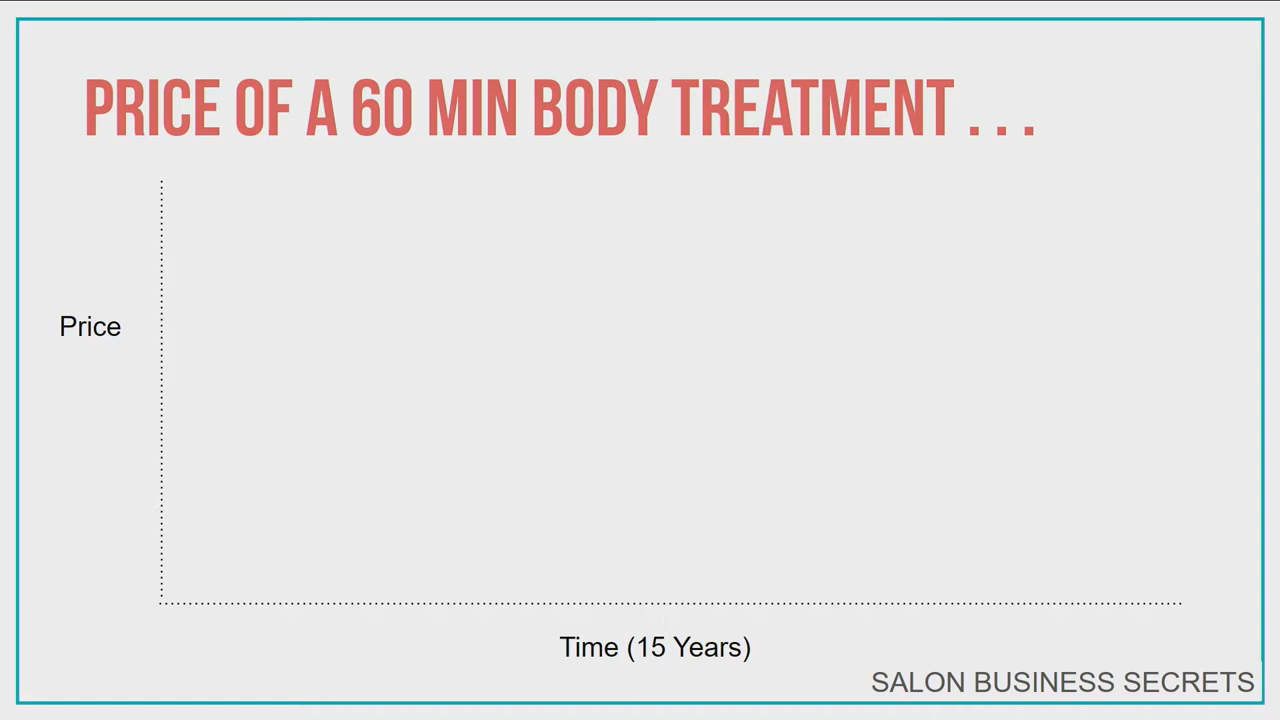 PRICE OF A 60 MIN BODY TREATMENT . . .
Price
Time (15 Years)
SALON BUSINESS SECRETS